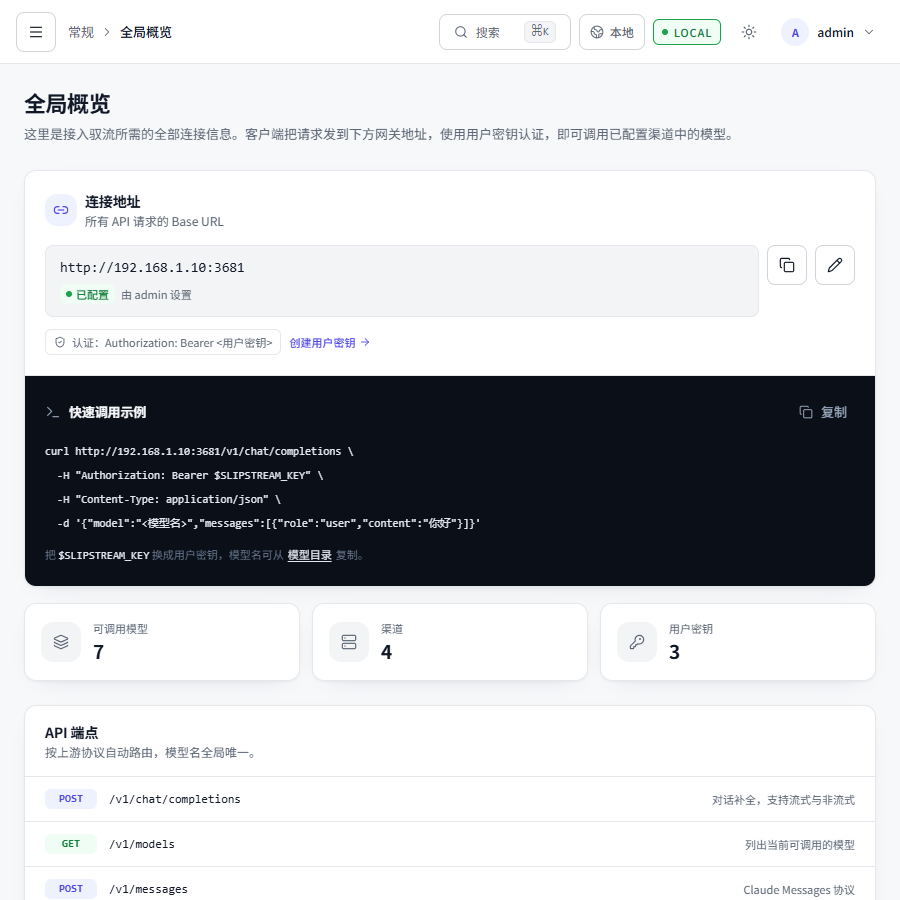 常规 全局概览 搜索 ⌘K 本地 LOCAL A admin
全局概览
这里是接入驭流所需的全部连接信息。客户端把请求发到下方网关地址，使用用户密钥认证，即可调用已配置渠道中的模型。
连接地址
所有 API 请求的 Base URL
http://192.168.1.10:3681
已配置 由 admin 设置
认证：Authorization: Bearer <用户密钥> 创建用户密钥 →
快速调用示例 复制
curl http://192.168.1.10:3681/v1/chat/completions \
-H "Authorization: Bearer $SLIPSTREAM_KEY" \
-H "Content-Type: application/json" \
-d '{"model":"<模型名>","messages":[{"role":"user","content":"你好"}]}'
把 $SLIPSTREAM_KEY 换成用户密钥，模型名可从 模型目录 复制。
可调用模型
7
渠道
4
用户密钥
3
API 端点
按上游协议自动路由，模型名全局唯一。
POST /v1/chat/completions 对话补全，支持流式与非流式
GET /v1/models 列出当前可调用的模型
POST /v1/messages Claude Messages 协议